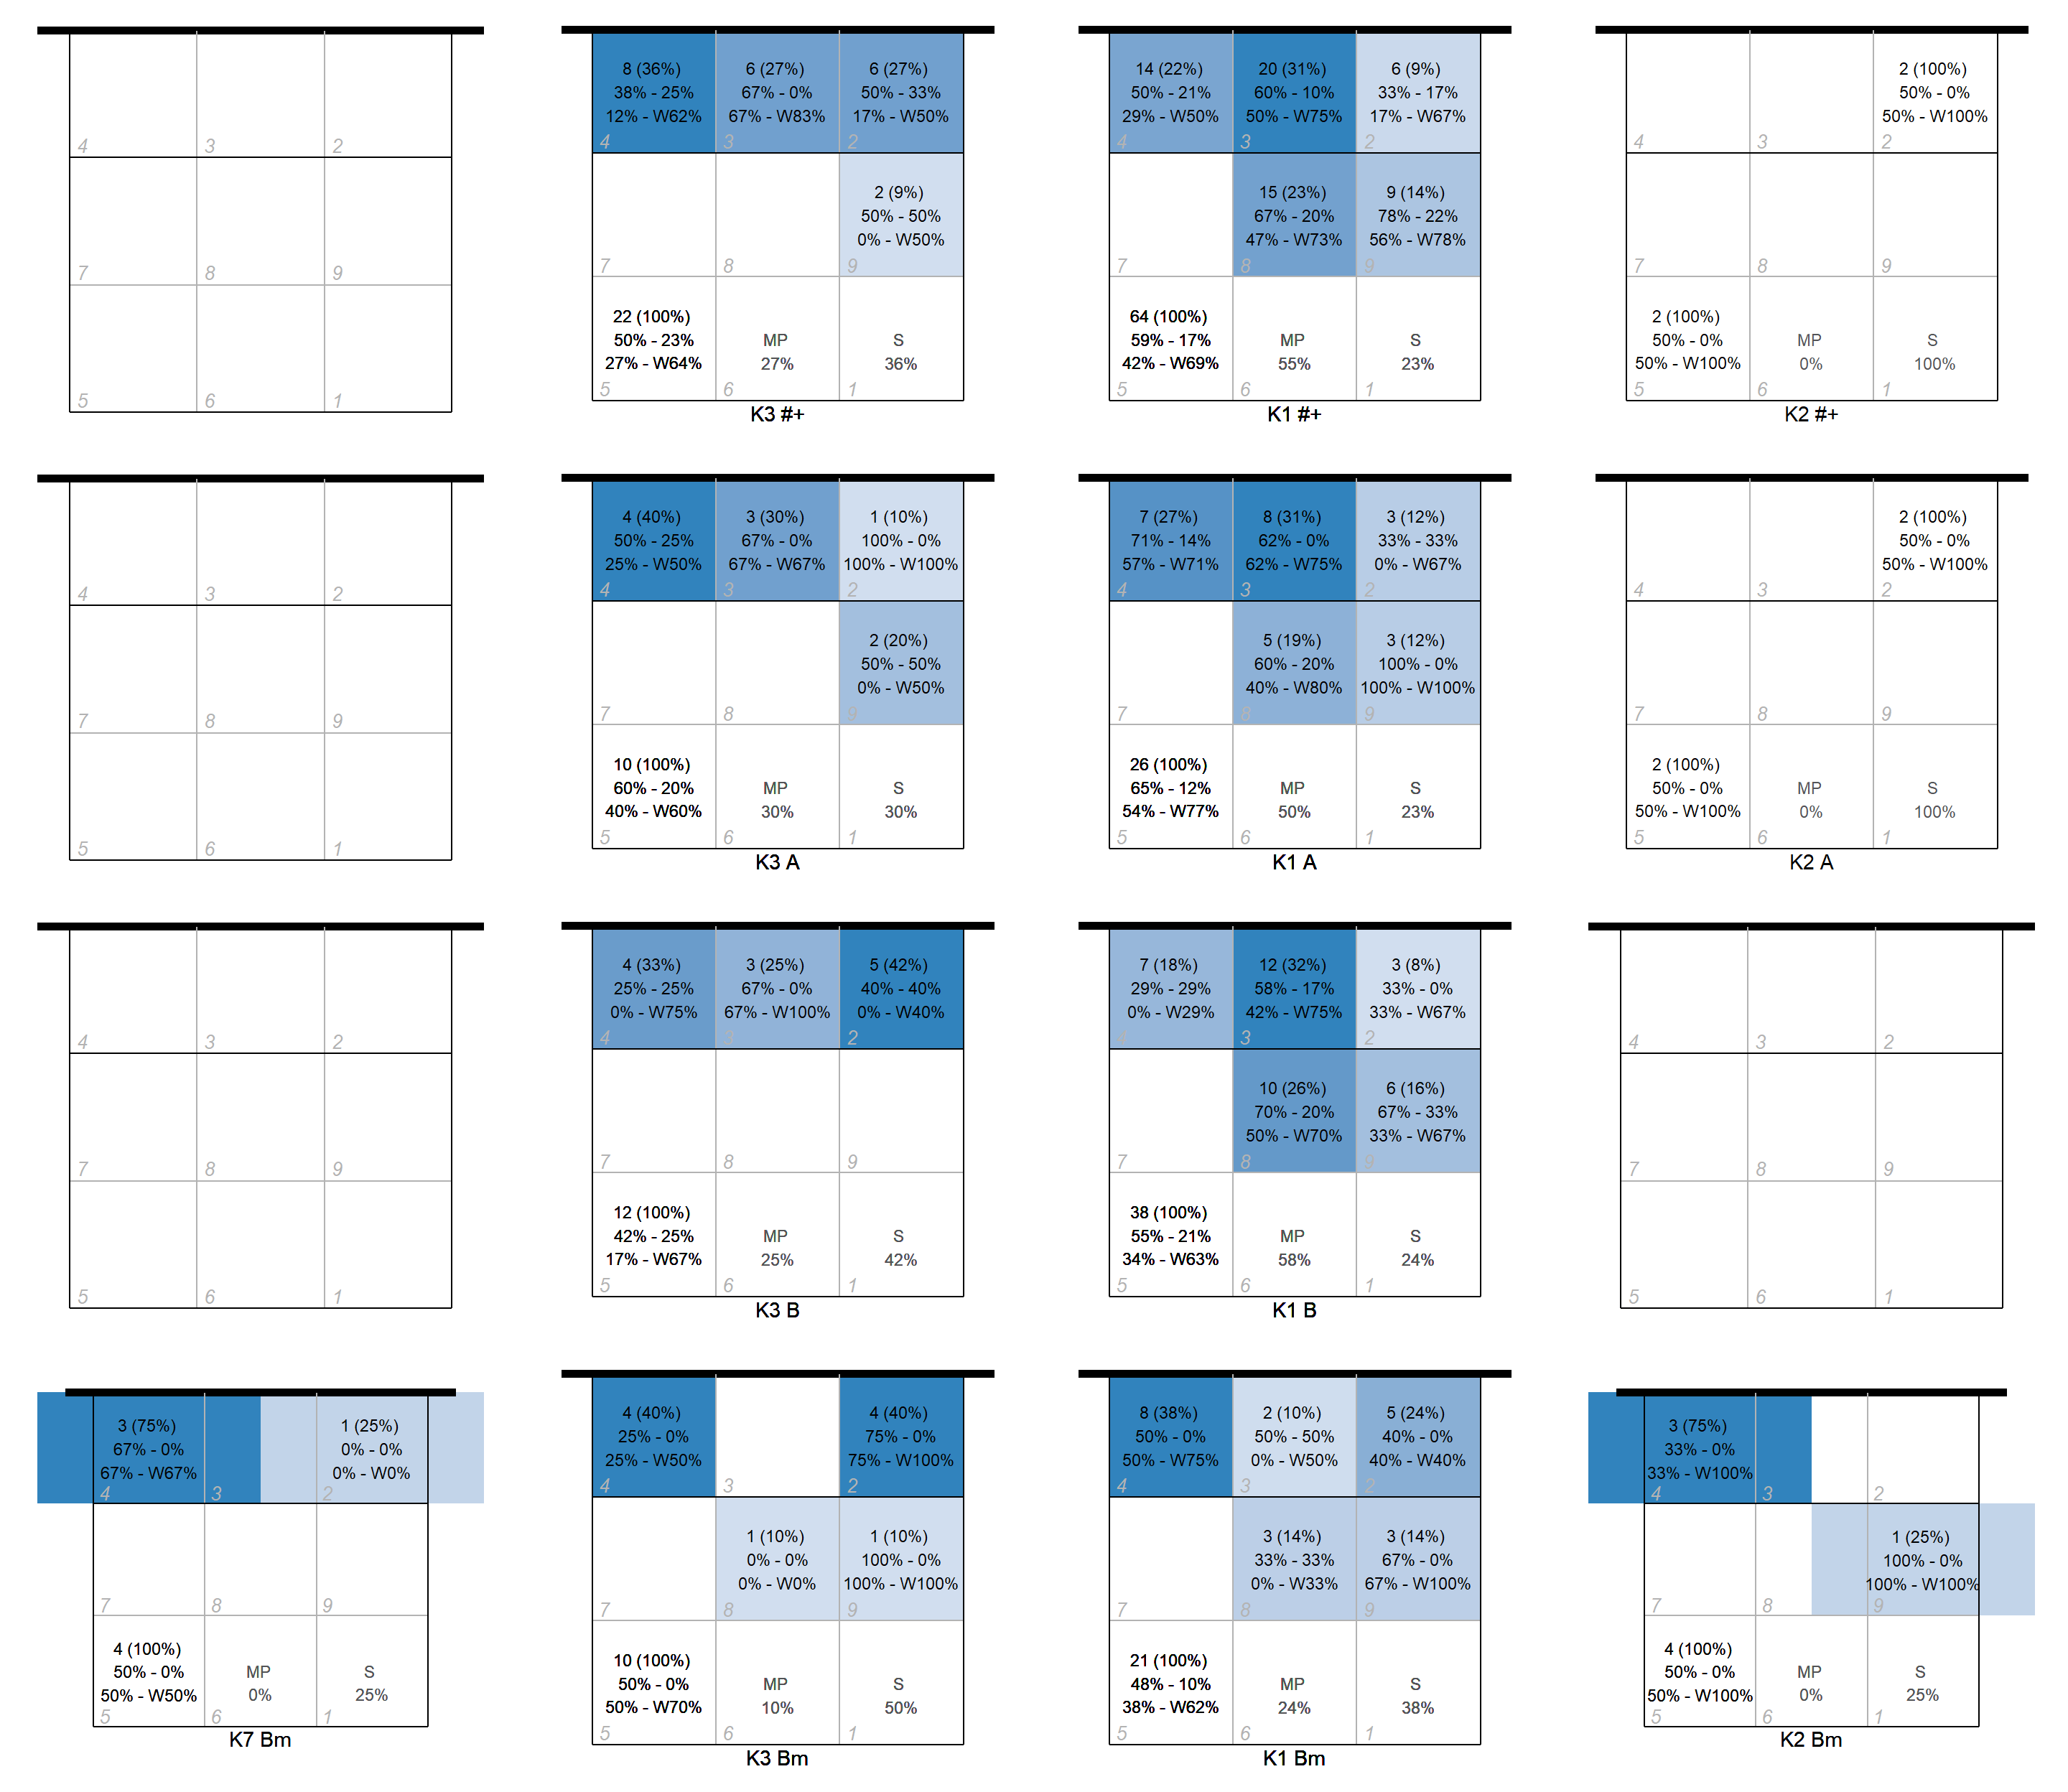 4 3 2
7 8 9
5 6 1
8 (36%)
38% - 25%
12% - W62%
4
6 (27%)
67% - 0%
67% - W83%
3
6 (27%)
50% - 33%
17% - W50%
2
2 (9%)
50% - 50%
0% - W50%
7 8 9
22 (100%)
50% - 23%
27% - W64%
5
MP
27%
6
S
36%
1
K3 #+
14 (22%)
50% - 21%
29% - W50%
4
20 (31%)
60% - 10%
50% - W75%
3
6 (9%)
33% - 17%
17% - W67%
2
7
15 (23%)
67% - 20%
47% - W73%
8
9 (14%)
78% - 22%
56% - W78%
9
64 (100%)
59% - 17%
42% - W69%
5
MP
55%
6
S
23%
1
K1 #+
2 (100%)
50% - 0%
50% - W100%
4 3 2
7 8 9
2 (100%)
50% - 0%
50% - W100%
5
MP
0%
6
S
100%
1
K2 #+
4 3 2
7 8 9
5 6 1
4 (40%)
50% - 25%
25% - W50%
4
3 (30%)
67% - 0%
67% - W67%
3
1 (10%)
100% - 0%
100% - W100%
2
2 (20%)
50% - 50%
0% - W50%
7 8 9
10 (100%)
60% - 20%
40% - W60%
5
MP
30%
6
S
30%
1
K3 A
7 (27%)
71% - 14%
57% - W71%
4
8 (31%)
62% - 0%
62% - W75%
3
3 (12%)
33% - 33%
0% - W67%
2
7
5 (19%)
60% - 20%
40% - W80%
8
3 (12%)
100% - 0%
100% - W100%
9
26 (100%)
65% - 12%
54% - W77%
5
MP
50%
6
S
23%
1
K1 A
2 (100%)
50% - 0%
50% - W100%
4 3 2
7 8 9
2 (100%)
50% - 0%
50% - W100%
5
MP
0%
6
S
100%
1
K2 A
4 3 2
7 8 9
5 6 1
4 (33%)
25% - 25%
0% - W75%
4
3 (25%)
67% - 0%
67% - W100%
3
5 (42%)
40% - 40%
0% - W40%
2
7 8 9
12 (100%)
42% - 25%
17% - W67%
5
MP
25%
6
S
42%
1
K3 B
7 (18%)
29% - 29%
0% - W29%
4
12 (32%)
58% - 17%
42% - W75%
3
3 (8%)
33% - 0%
33% - W67%
2
7
10 (26%)
70% - 20%
50% - W70%
8
6 (16%)
67% - 33%
33% - W67%
9
38 (100%)
55% - 21%
34% - W63%
5
MP
58%
6
S
24%
1
K1 B
4 3 2
7 8 9
5 6 1
3 (75%)
67% - 0%
67% - W67%
4 3
1 (25%)
0% - 0%
0% - W0%
2
7 8 9
4 (100%)
50% - 0%
50% - W50%
5
MP
0%
6
S
25%
1
K7 Bm
4 (40%)
25% - 0%
25% - W50%
4 3
4 (40%)
75% - 0%
75% - W100%
2
7
1 (10%)
0% - 0%
0% - W0%
8
1 (10%)
100% - 0%
100% - W100%
9
10 (100%)
50% - 0%
50% - W70%
5
MP
10%
6
S
50%
1
K3 Bm
8 (38%)
50% - 0%
50% - W75%
4
2 (10%)
50% - 50%
0% - W50%
3
5 (24%)
40% - 0%
40% - W40%
2
7
3 (14%)
33% - 33%
0% - W33%
8
3 (14%)
67% - 0%
67% - W100%
9
21 (100%)
48% - 10%
38% - W62%
5
MP
24%
6
S
38%
1
K1 Bm
3 (75%)
33% - 0%
33% - W100%
4 3 2
1 (25%)
100% - 0%
100% - W100%
7 8 9
4 (100%)
50% - 0%
50% - W100%
5
MP
0%
6
S
25%
1
K2 Bm